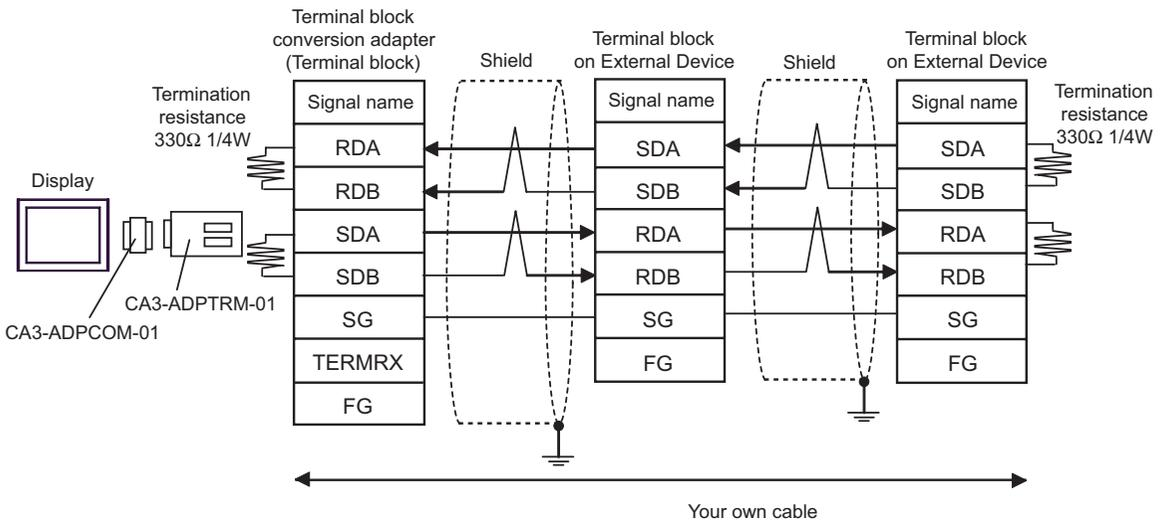 Terminal block
conversion adapter
(Terminal block)
Shield
Terminal block
on External Device
Shield
Terminal block
on External Device
Termination
resistance
330Ω 1/4W
Termination
resistance
330Ω 1/4W
Display
CA3-ADPTRM-01
CA3-ADPCOM-01
Signal name
RDA
RDB
SDA
SDB
SG
TERMRX
FG
Signal name
SDA
SDB
RDA
RDB
SG
FG
Signal name
SDA
SDB
RDA
RDB
SG
FG
Your own cable